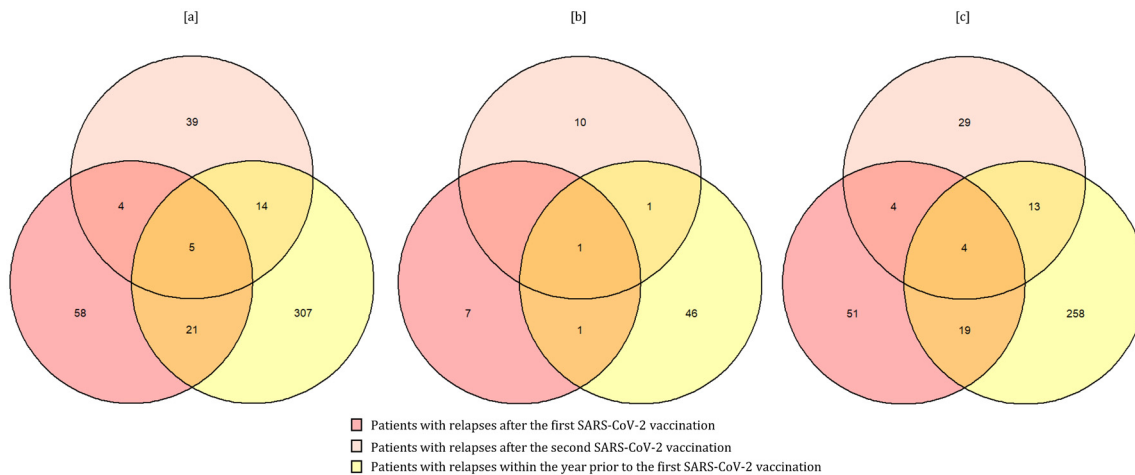 [a] [b] [c]
39 10 29
4 14 1 4 13
5 1 4
58 307 7 46 51 258
21 1 19
Patients with relapses after the first SARS-CoV-2 vaccination
Patients with relapses after the second SARS-CoV-2 vaccination
Patients with relapses within the year prior to the first SARS-CoV-2 vaccination